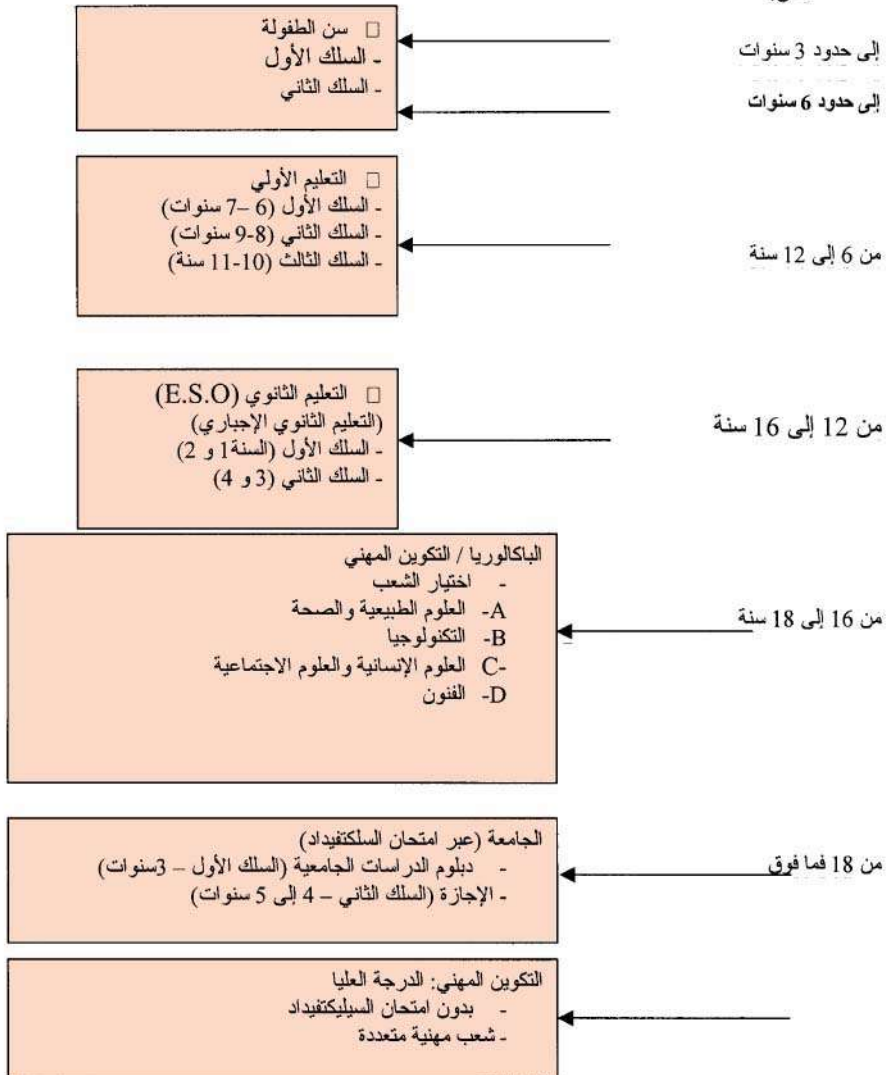 إلى حدود 3 سنوات
إلى حدود 6 سنوات
□ سن الطفولة
- السلك الأول
- السلك الثاني
من 6 إلى 12 سنة
□ التعليم الأولي
- السلك الأول (6 –7 سنوات)
- السلك الثاني (8-9 سنوات)
- السلك الثالث (10-11 سنة)
من 12 إلى 16 سنة
□ التعليم الثانوي (E.S.O)
(التعليم الثانوي الإجباري)
- السلك الأول (السنة1 و 2)
- السلك الثاني (3 و 4)
من 16 إلى 18 سنة
الباكالوريا / التكوين المهني
- اختيار الشعب
A- العلوم الطبيعية والصحة
B- التكنولوجيا
C- العلوم الإنسانية والعلوم الاجتماعية
D- الفنون
من 18 فما فوق
الجامعة (عبر امتحان السلكتفيداد)
- دبلوم الدراسات الجامعية (السلك الأول – 3سنوات)
- الإجازة (السلك الثاني – 4 إلى 5 سنوات)
التكوين المهني: الدرجة العليا
- بدون امتحان السيليكتفيداد
- شعب مهنية متعددة